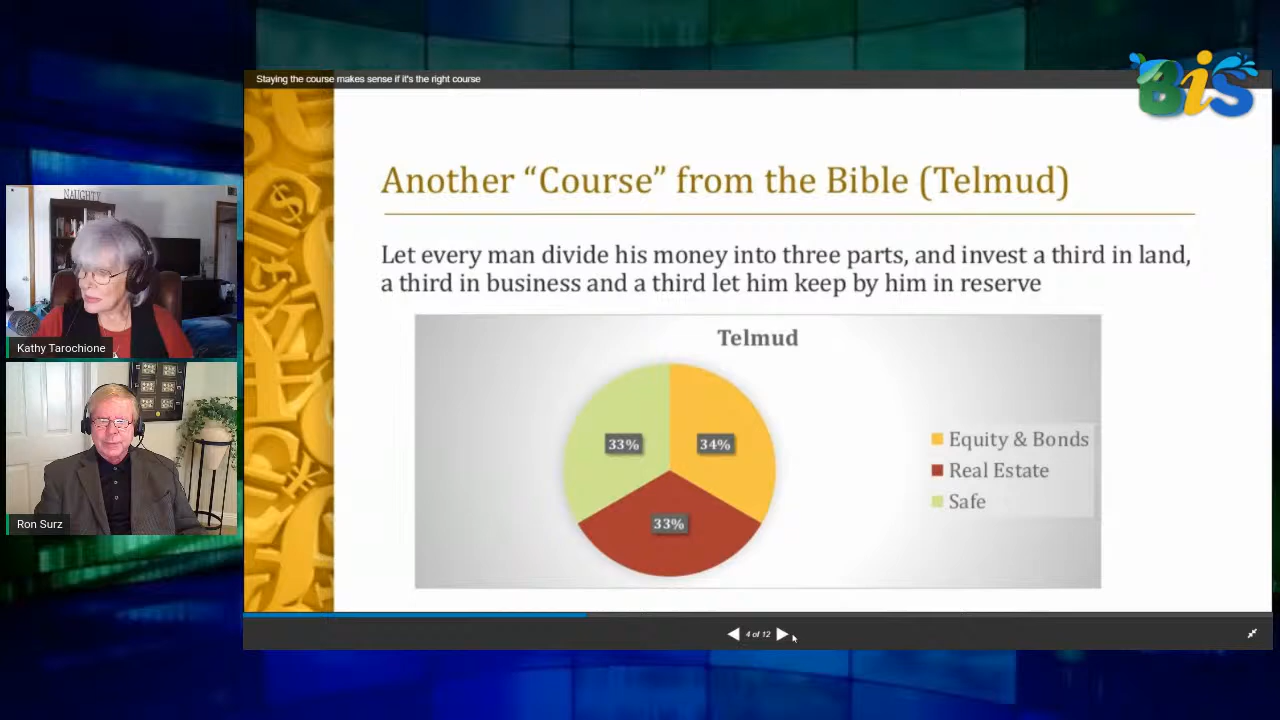 Staying the course makes sense if it's the right course
BiS
Another “Course” from the Bible (Telmud)
Let every man divide his money into three parts, and invest a third in land,
a third in business and a third let him keep by him in reserve
Telmud
33%
34%
33%
Equity & Bonds
Real Estate
Safe
4 of 12
NAUGHTY
Kathy Tarochione
Ron Surz